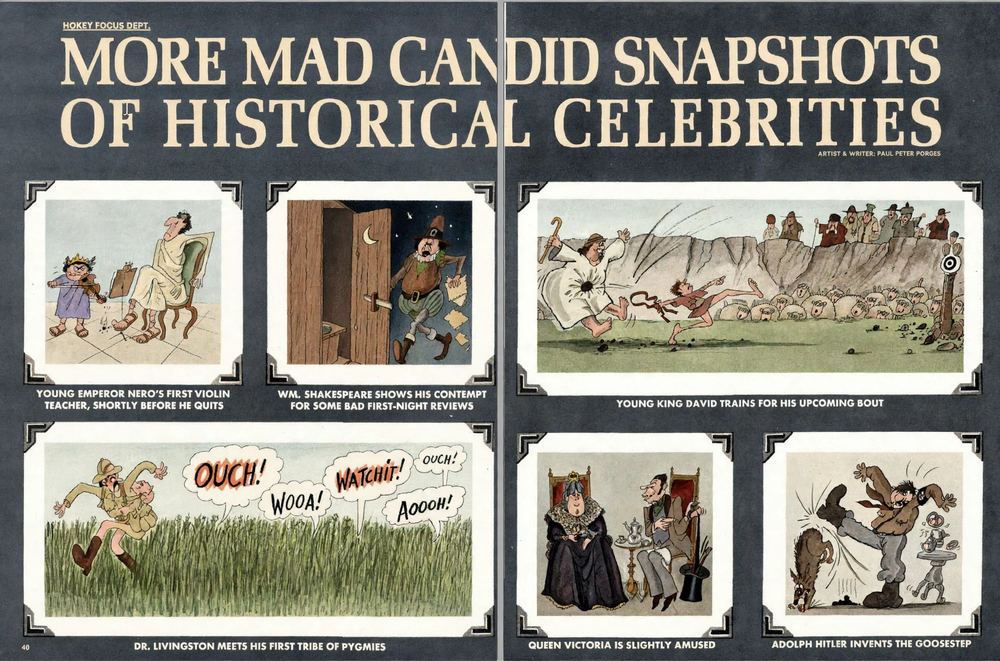 HOKEY FOCUS DEPT.
MORE MAD CANDID SNAPSHOTS
OF HISTORICAL CELEBRITIES
ARTIST & WRITER: PAUL PETER PORGES
YOUNG EMPEROR NERO'S FIRST VIOLIN
TEACHER, SHORTLY BEFORE HE QUITS
WM. SHAKESPEARE SHOWS HIS CONTEMPT
FOR SOME BAD FIRST-NIGHT REVIEWS
YOUNG KING DAVID TRAINS FOR HIS UPCOMING BOUT
OUCH!
WOOA!
WATCHIT!
OUCH!
AOOOH!
40
DR. LIVINGSTON MEETS HIS FIRST TRIBE OF PYGMIES
QUEEN VICTORIA IS SLIGHTLY AMUSED
ADOLPH HITLER INVENTS THE GOOSESTEP